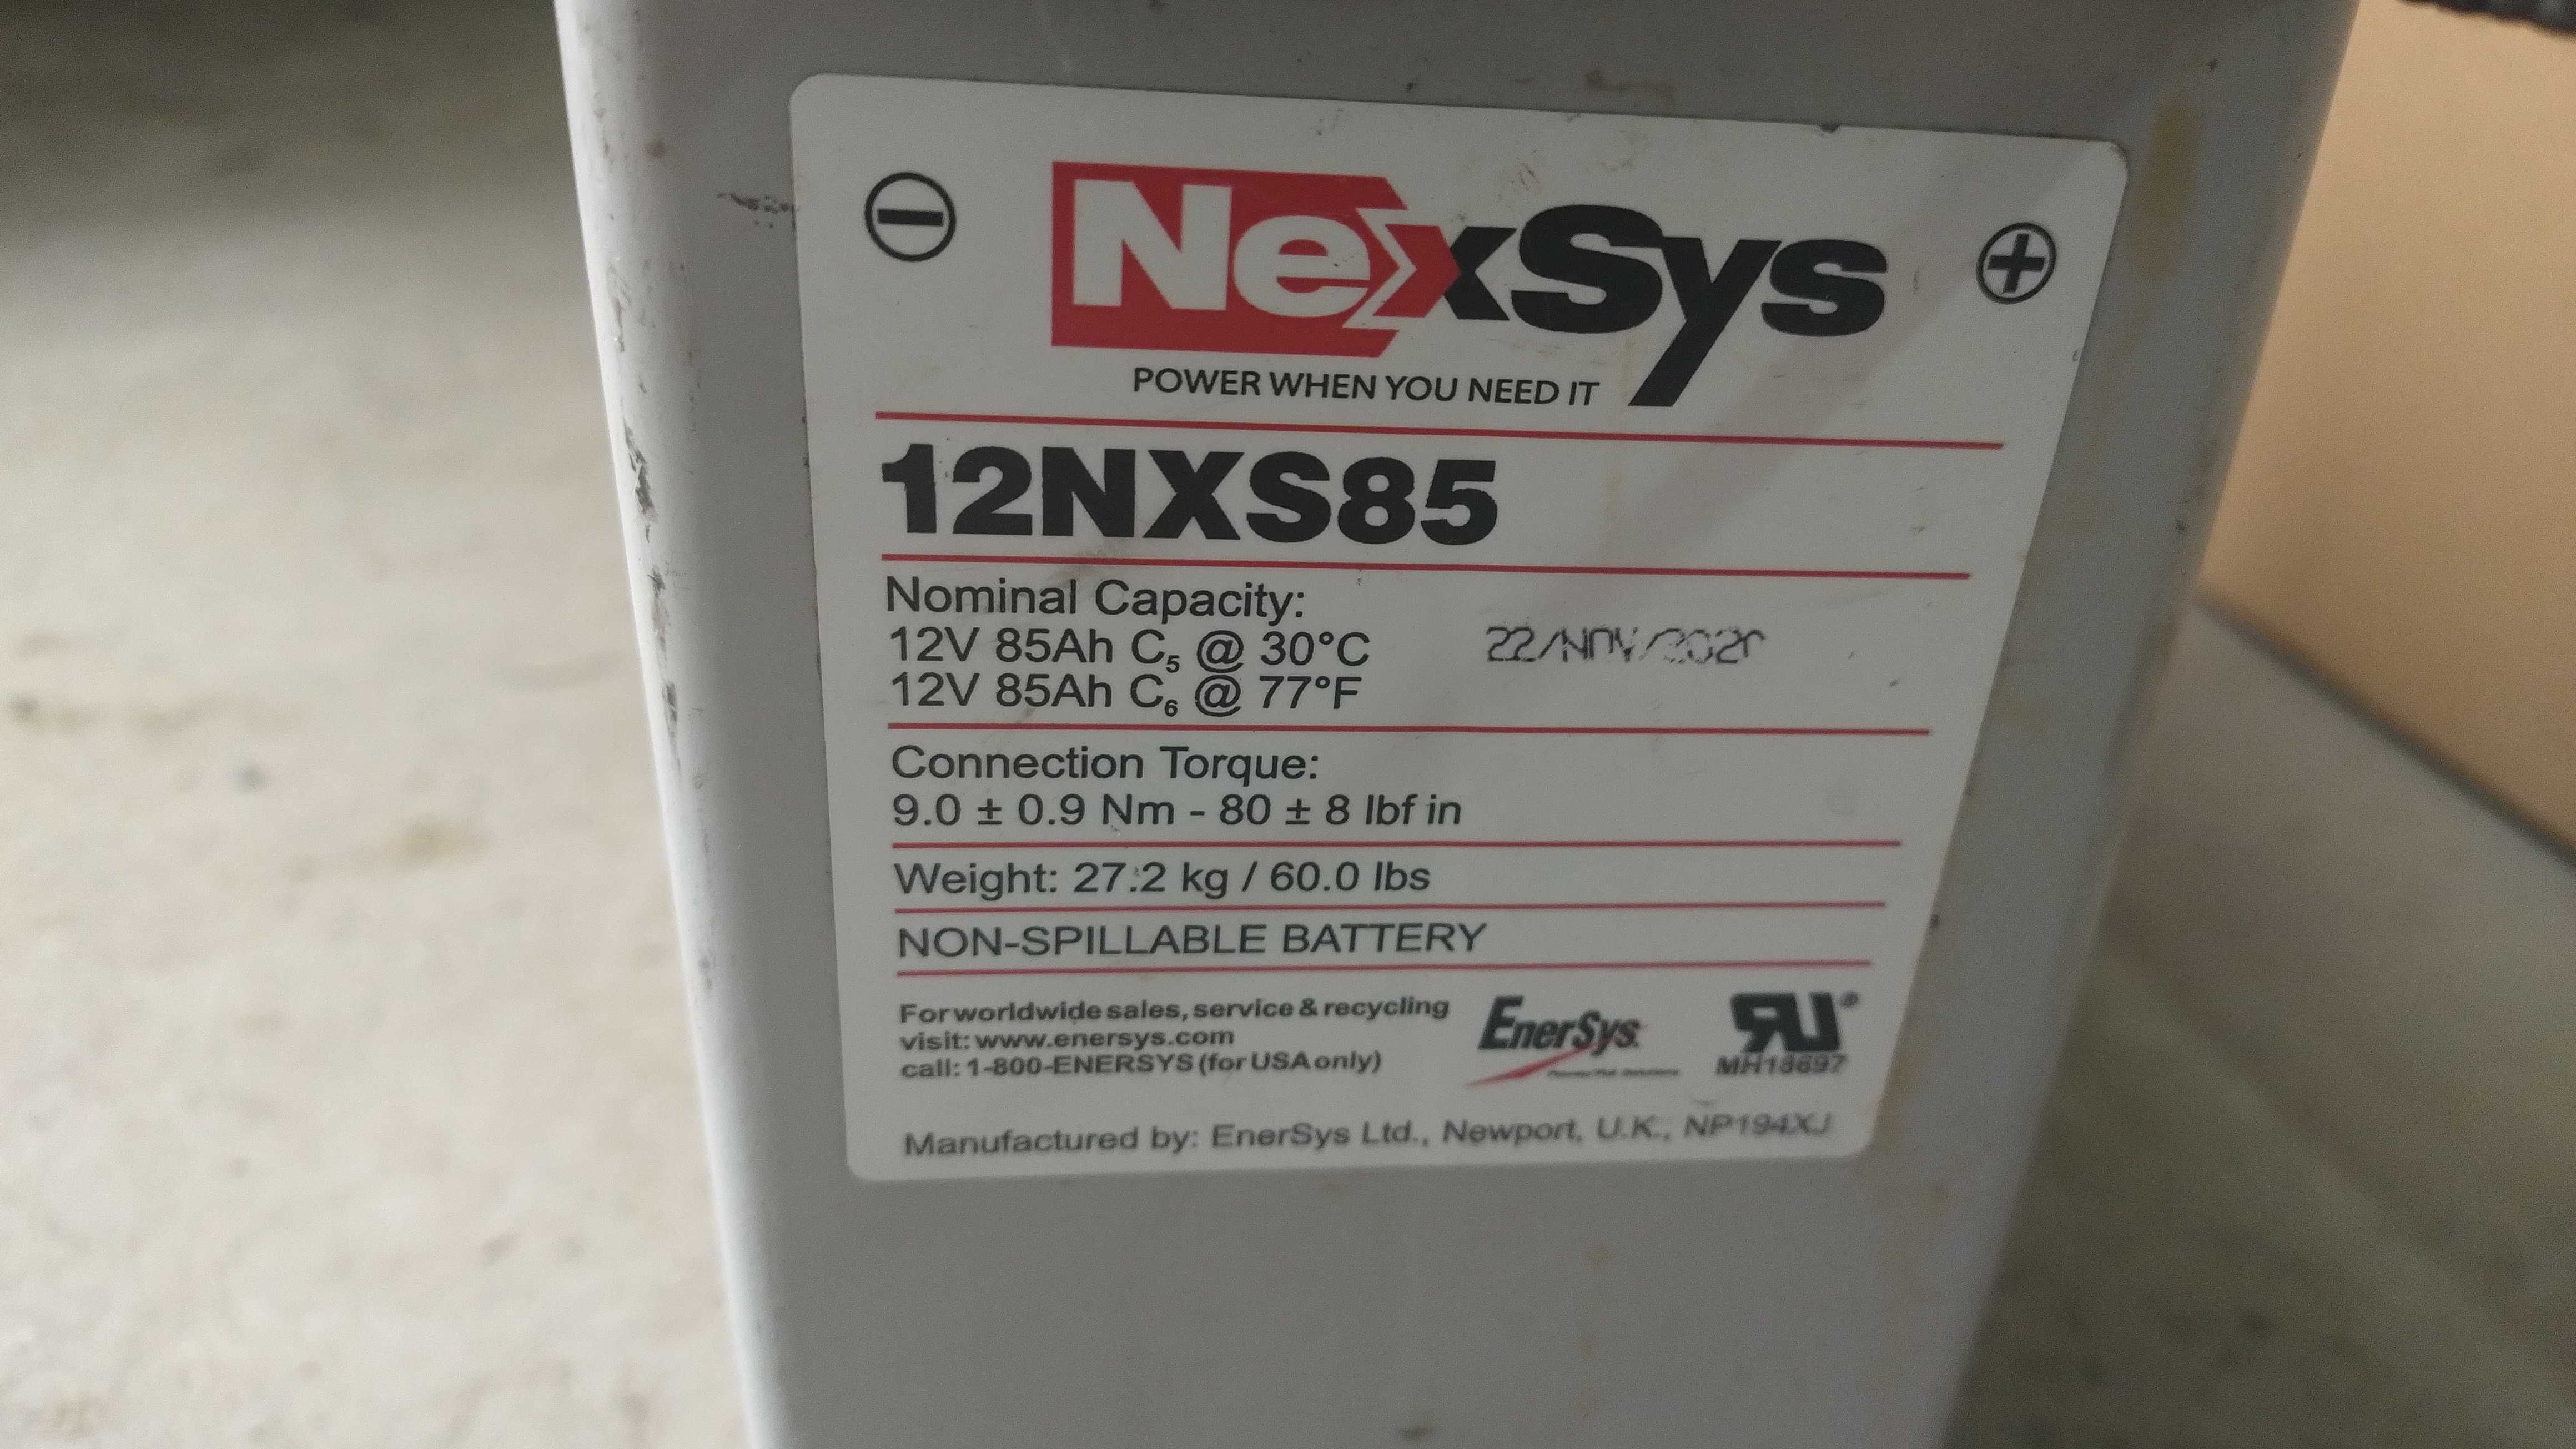 NexSys
POWER WHEN YOU NEED IT
12NXS85
Nominal Capacity:
12V 85Ah C5 @ 30°C
12V 85Ah C6 @ 77°F
22/NOV/
Connection Torque:
9.0 ± 0.9 Nm - 80 ± 8 lbf in
Weight: 27.2 kg / 60.0 lbs
NON-SPILLABLE BATTERY
For worldwide sales, service & recycling
visit: www.enersys.com
call: 1-800-ENERSYS (for USA only)
EnerSys
MH18697
Manufactured by: EnerSys Ltd., Newport, U.K., NP194XJ